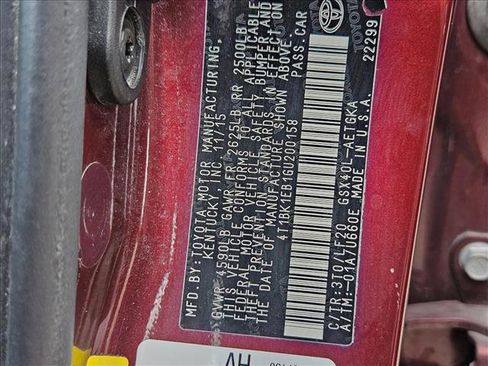 MFD.BY: TOYOTA MOTOR MANUFACTURING,
KENTUCKY, INC 11/15
GVWR 4590LB GAWR FR 2625LB RR 2500LB
THIS VEHICLE CONFORMS TO ALL APPLICABLE
FEDERAL MOTOR VEHICLE SAFETY, BUMPER, AND
THEFT PREVENTION STANDARDS IN EFFECT ON
THE DATE OF MANUFACTURE SHOWN ABOVE.
4T1BK1EB1GU200158 PASS.CAR
C/TR:3T0/LF20 GSX40L-AETGKA
A/TM:-01A/U660E MADE IN U.S.A.
22299
TOYOTA
AH